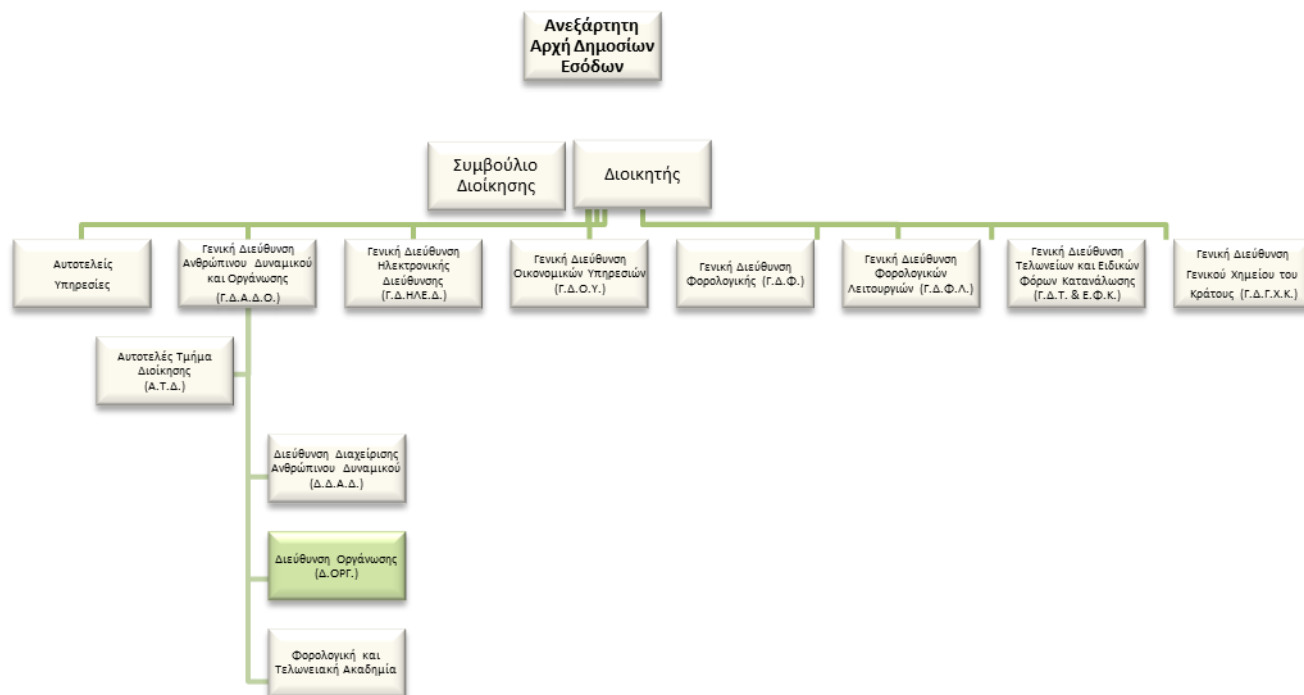 Ανεξάρτητη
Αρχή Δημοσίων
Εσόδων
Συμβούλιο
Διοίκησης
Διοικητής
Αυτοτελείς
Υπηρεσίες
Γενική Διεύθυνση
Ανθρώπινου Δυναμικού
και Οργάνωσης
(Γ.Δ.Α.Δ.Ο.)
Γενική Διεύθυνση
Ηλεκτρονικής
Διεύθυνσης
(Γ.Δ.ΗΛΕ.Δ.)
Γενική Διεύθυνση
Οικονομικών Υπηρεσιών
(Γ.Δ.Ο.Υ.)
Γενική Διεύθυνση
Φορολογικής (Γ.Δ.Φ.)
Γενική Διεύθυνση
Φορολογικών
Λειτουργιών (Γ.Δ.Φ.Λ.)
Γενική Διεύθυνση
Τελωνείων και Ειδικών
Φόρων Κατανάλωσης
(Γ.Δ.Τ. & Ε.Φ.Κ.)
Γενική Διεύθυνση
Γενικού Χημείου του
Κράτους (Γ.Δ.Γ.Χ.Κ.)
Αυτοτελές Τμήμα
Διοίκησης
(Α.Τ.Δ.)
Διεύθυνση Διαχείρισης
Ανθρώπινου Δυναμικού
(Δ.Δ.Α.Δ.)
Διεύθυνση Οργάνωσης
(Δ.ΟΡΓ.)
Φορολογική και
Τελωνειακή Ακαδημία